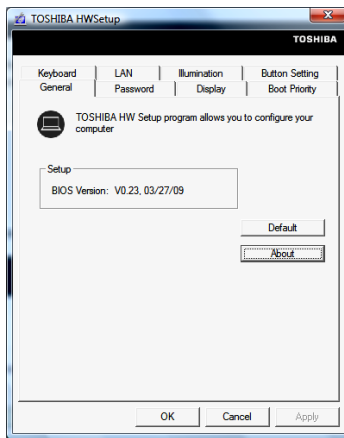 TOSHIBA HWSetup
TOSHIBA
Keyboard LAN Illumination Button Setting
General Password Display Boot Priority
TOSHIBA HW Setup program allows you to configure your
computer
Setup
BIOS Version: V0.23, 03/27/09
Default
About
OK Cancel Apply